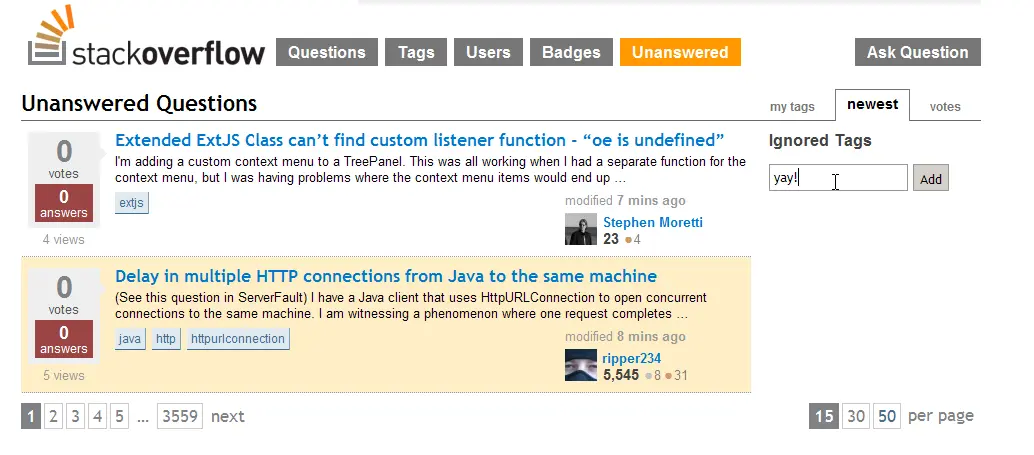 stackoverflow Questions Tags Users Badges Unanswered Ask Question
Unanswered Questions my tags newest votes
0
votes
0
answers
4 views
Extended ExtJS Class can’t find custom listener function - “oe is undefined”
I'm adding a custom context menu to a TreePanel. This was all working when I had a separate function for the
context menu, but I was having problems where the context menu items would end up ...
extjs
modified 7 mins ago
Stephen Moretti
23 4
Ignored Tags
yay! Add
0
votes
0
answers
5 views
Delay in multiple HTTP connections from Java to the same machine
(See this question in ServerFault) I have a Java client that uses HttpURLConnection to open concurrent
connections to the same machine. I am witnessing a phenomenon where one request completes ...
java http httpurlconnection
modified 8 mins ago
ripper234
5,545 8 31
1 2 3 4 5 ... 3559 next 15 30 50 per page